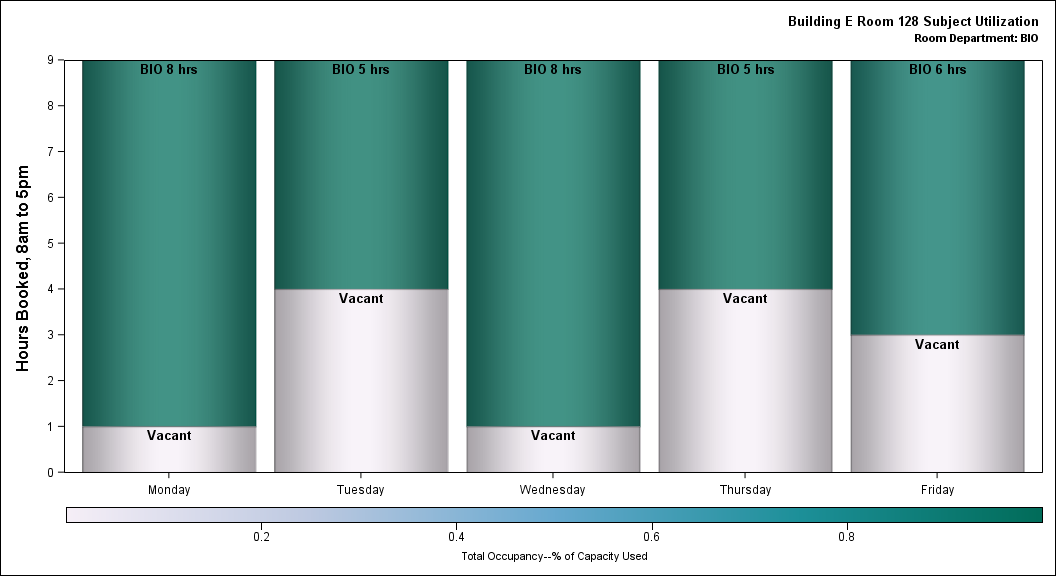 Building E Room 128 Subject Utilization
Room Department: BIO
Hours Booked, 8am to 5pm
9
8
7
6
5
4
3
2
1
0
BIO 8 hrs
BIO 5 hrs
BIO 8 hrs
BIO 5 hrs
BIO 6 hrs
Vacant
Vacant
Vacant
Vacant
Vacant
Monday
Tuesday
Wednesday
Thursday
Friday
0.2
0.4
0.6
0.8
Total Occupancy--% of Capacity Used